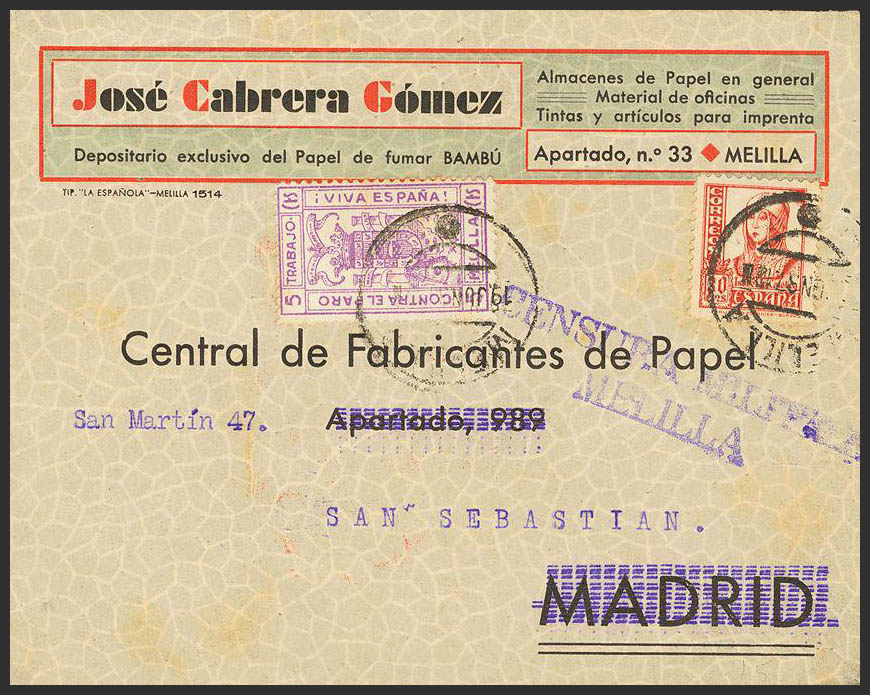 José Cabrera Gómez
Depositario exclusivo del Papel de fumar BAMBÚ
Almacenes de Papel en general
Material de oficinas
Tintas y artículos para imprenta
Apartado, n.º 33 ◆ MELILLA
TIP. "LA ESPAÑOLA"–MELILLA 1514
¡VIVA ESPAÑA!
5 TRABAJO
MELILLA
CONTRA EL PARO
CORREOS
ESPAÑA
CENSURA MILITAR
MELILLA
Central de Fabricantes de Papel
San Martín 47.
Apartado, 989
SAN SEBASTIAN.
MADRID